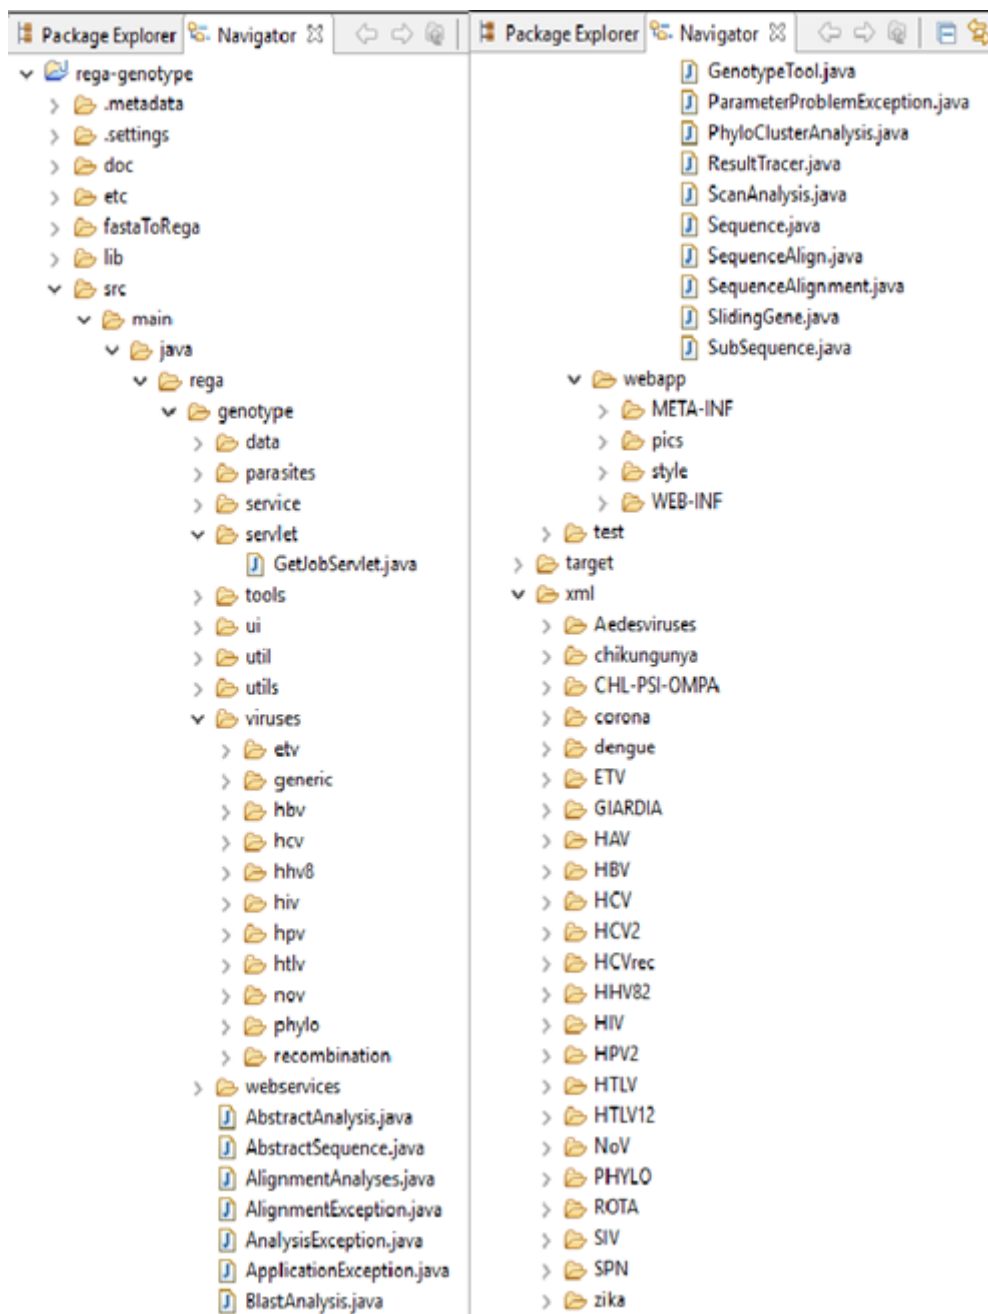 Package Explorer Navigator
rega-genotype
.metadata
.settings
doc
etc
fastaToRega
lib
src
main
java
rega
genotype
data
parasites
service
servlet
GetJobServlet.java
tools
ui
util
utils
viruses
etv
generic
hbv
hcv
hhv8
hiv
hpv
htlv
nov
phylo
recombination
webservices
AbstractAnalysis.java
AbstractSequence.java
AlignmentAnalyses.java
AlignmentException.java
AnalysisException.java
ApplicationException.java
BlastAnalysis.java
Package Explorer Navigator
GenotypeTool.java
ParameterProblemException.java
PhyloClusterAnalysis.java
ResultTracer.java
ScanAnalysis.java
Sequence.java
SequenceAlign.java
SequenceAlignment.java
SlidingGene.java
SubSequence.java
webapp
META-INF
pics
style
WEB-INF
test
target
xml
Aedesviruses
chikungunya
CHL-PSI-OMPA
corona
dengue
ETV
GIARDIA
HAV
HBV
HCV
HCV2
HCVrec
HHV82
HIV
HPV2
HTLV
HTLV12
NoV
PHYLO
ROTA
SIV
SPN
zika